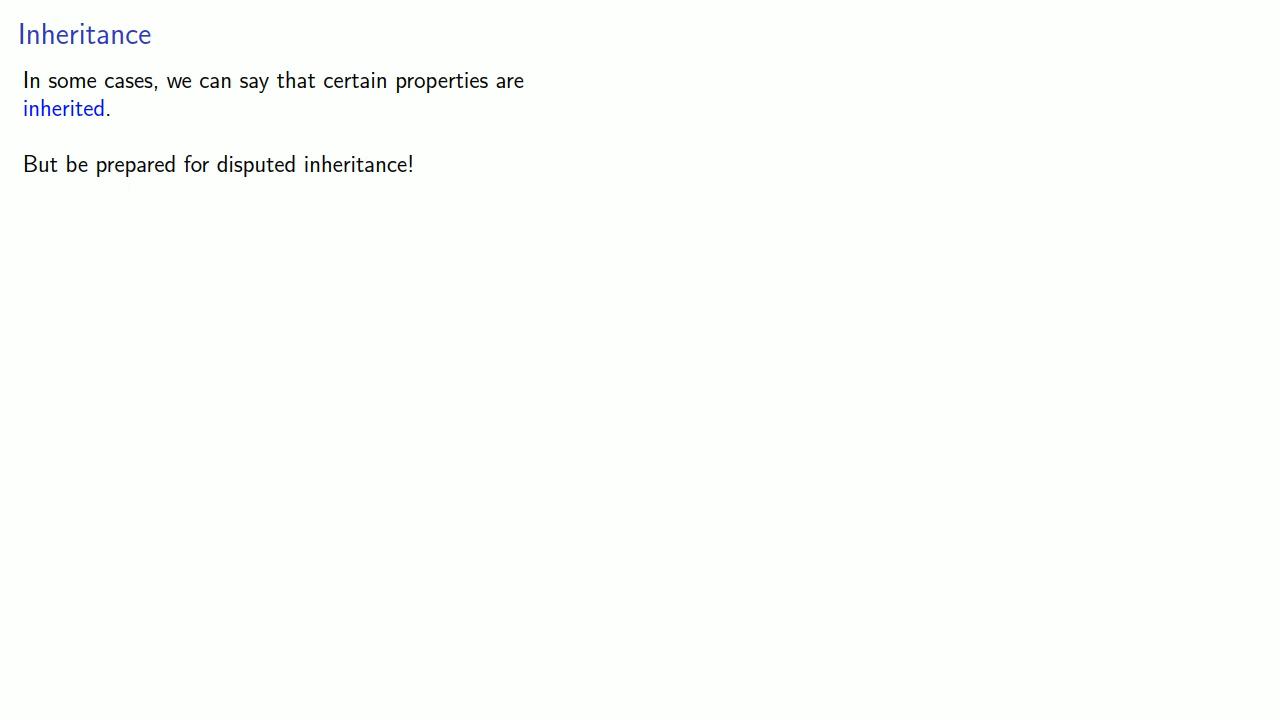 Inheritance
In some cases, we can say that certain properties are
inherited.
But be prepared for disputed inheritance!